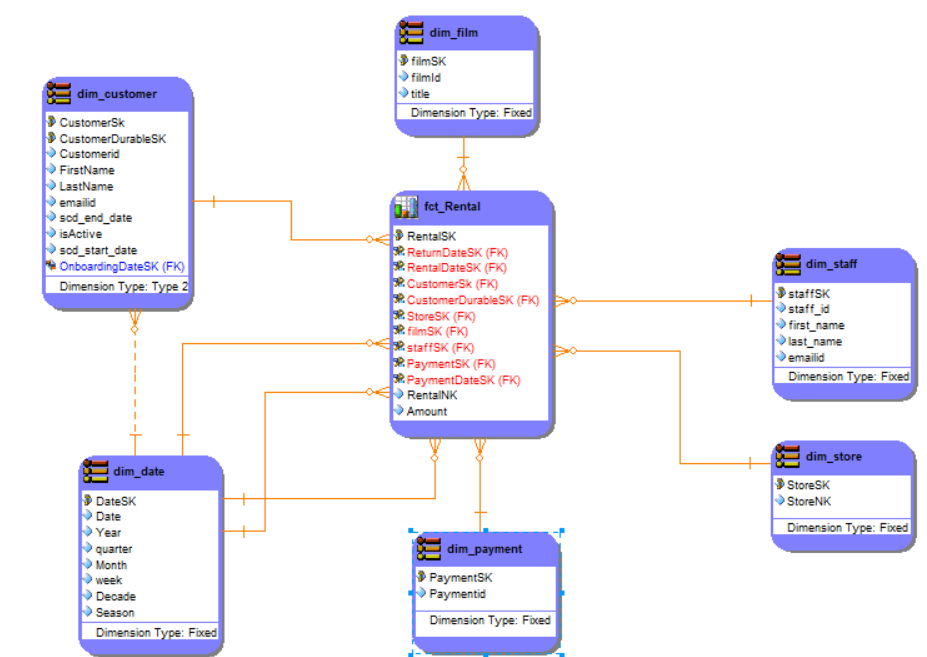 dim_film
filmSK
filmId
title
Dimension Type: Fixed
dim_customer
CustomerSk
CustomerDurableSK
Customerid
FirstName
LastName
emailid
scd_end_date
isActive
scd_start_date
OnboardingDateSK (FK)
Dimension Type: Type 2
fct_Rental
RentalSK
ReturnDateSK (FK)
RentalDateSK (FK)
CustomerSk (FK)
CustomerDurableSK (FK)
StoreSK (FK)
filmSK (FK)
staffSK (FK)
PaymentSK (FK)
PaymentDateSK (FK)
RentalNK
Amount
dim_staff
staffSK
staff_id
first_name
last_name
emailid
Dimension Type: Fixed
dim_date
DateSK
Date
Year
quarter
Month
week
Decade
Season
Dimension Type: Fixed
dim_payment
PaymentSK
Paymentid
Dimension Type: Fixed
dim_store
StoreSK
StoreNK
Dimension Type: Fixed